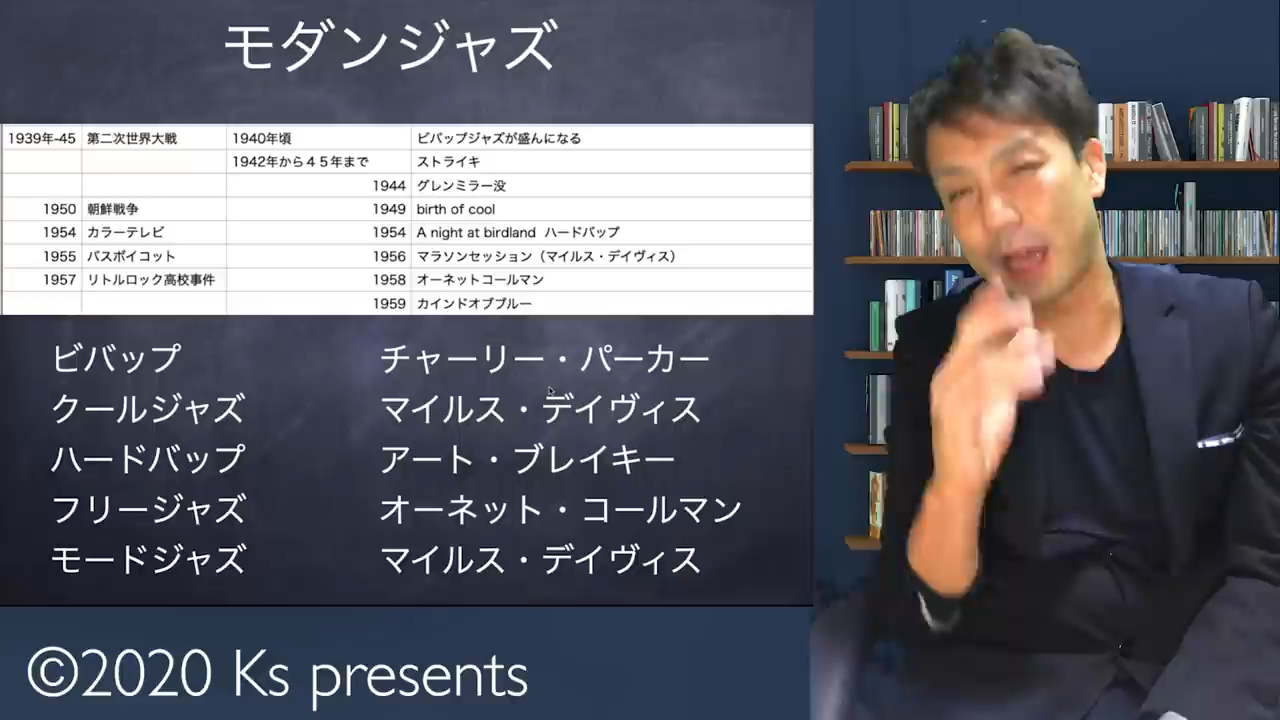 モダンジャズ
1939年-45 第二次世界大戦 1940年頃 ビバップジャズが盛んになる
1942年から４５年まで ストライキ
1944 グレンミラー没
1950 朝鮮戦争 1949 birth of cool
1954 カラーテレビ 1954 A night at birdland ハードバップ
1955 バスボイコット 1956 マラソンセッション（マイルス・デイヴィス）
1957 リトルロック高校事件 1958 オーネットコールマン
1959 カインドオブブルー
ビバップ チャーリー・パーカー
クールジャズ マイルス・デイヴィス
ハードバップ アート・ブレイキー
フリージャズ オーネット・コールマン
モードジャズ マイルス・デイヴィス
©2020 Ks presents